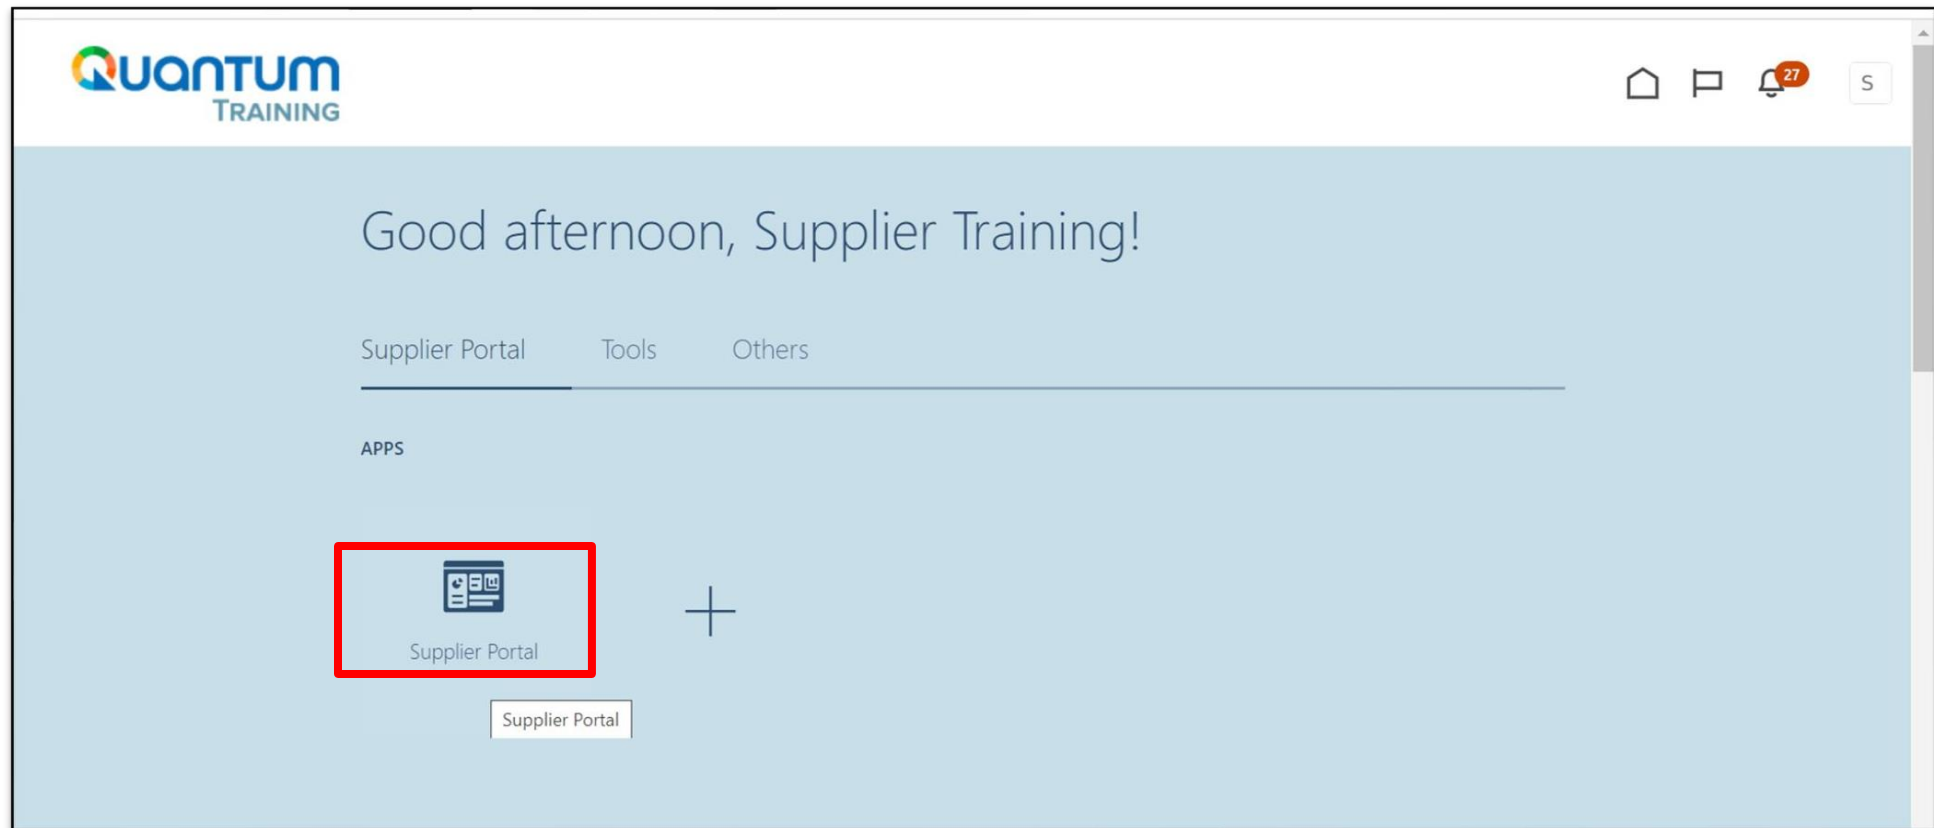 Quantum
Training
27
S
Good afternoon, Supplier Training!
Supplier Portal
Tools
Others
APPS
Supplier Portal
Supplier Portal